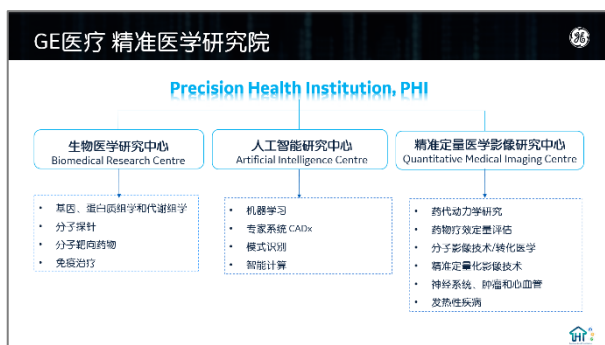 GE医疗 精准医学研究院
Precision Health Institution, PHI
生物医学研究中心
Biomedical Research Centre
• 基因、蛋白质组学和代谢组学
• 分子探针
• 分子靶向药物
• 免疫治疗
人工智能研究中心
Artificial Intelligence Centre
• 机器学习
• 专家系统 CADx
• 模式识别
• 智能计算
精准定量医学影像研究中心
Quantitative Medical Imaging Centre
• 药代动力学研究
• 药物疗效定量评估
• 分子影像技术/转化医学
• 精准定量化影像技术
• 神经系统、肿瘤和心血管
• 发热性疾病